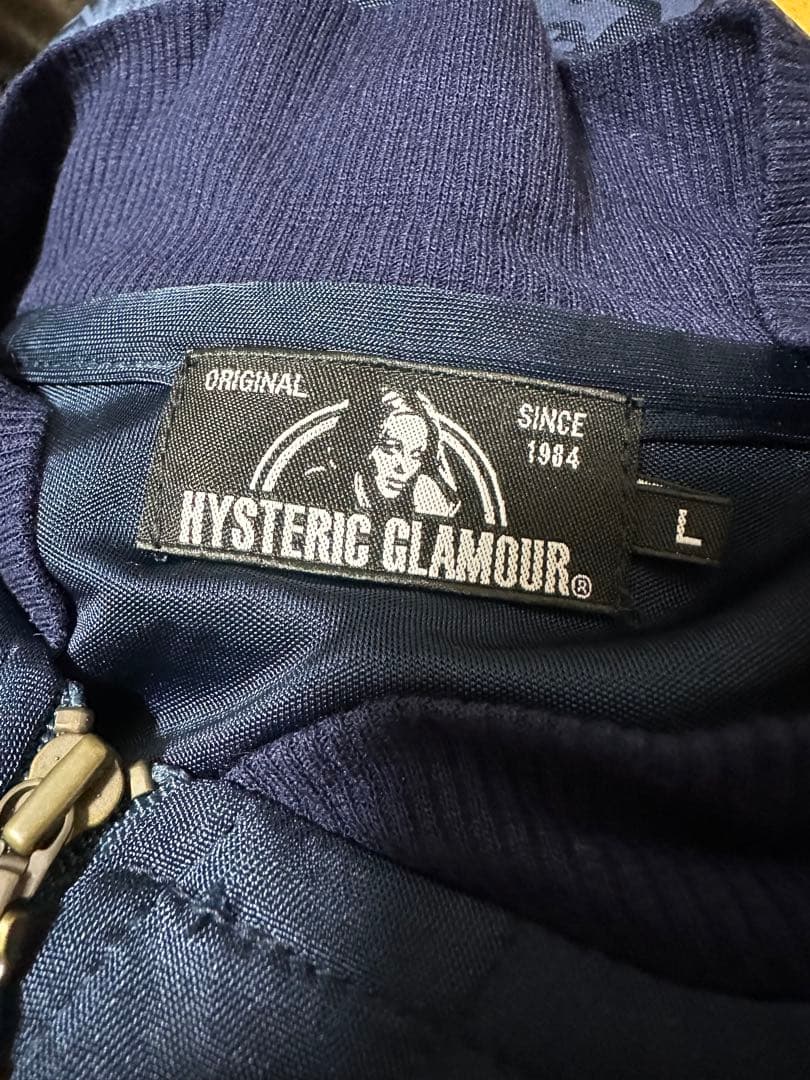 ORIGINAL
SINCE
1984
HYSTERIC GLAMOUR®
L